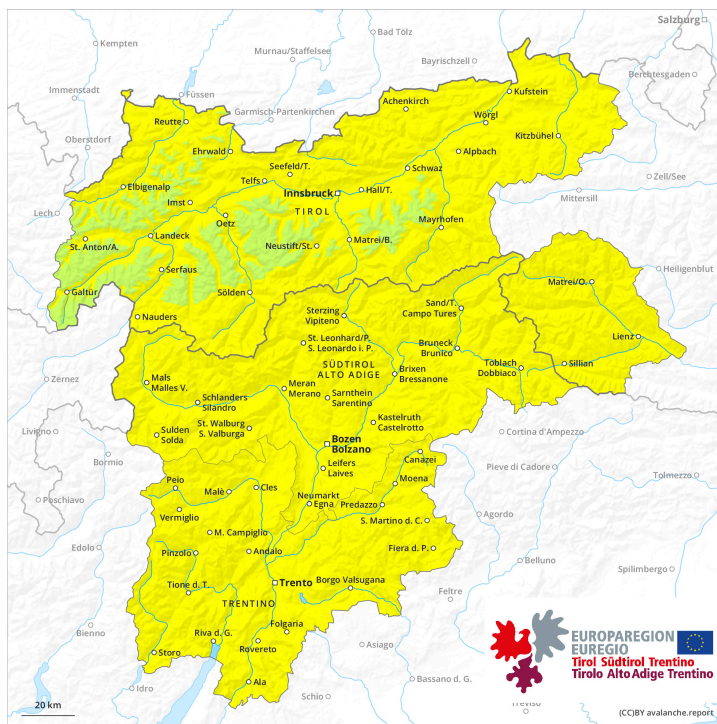 Salzburg
Kempten
Bad Tölz
Murnau/Staffelsee
Bayrischzell
Berchtesgaden
Immenstadt
Füssen
Garmisch-Partenkirchen
Achenkirch
Kufstein
Reutte
Wörgl
Oberstdorf
Ehrwald
Kitzbühel
Alpbach
Seefeld/T.
Schwaz
Zell/See
Telfs
Elbigenalp
Innsbruck
Hall/T.
Mittersill
Imst
TIROL
Lech
Oetz
Mayrhofen
St. Anton/A.
Landeck
Neustift/St.
Matrei/B.
Serfaus
Heiligenblut
Matrei/O.
Galtür
Sölden
Sand/T.
Campo Tures
Nauders
Sterzing
Vipiteno
Lienz
St. Leonhard/P.
S. Leonardo i. P.
Bruneck
Brunico
Toblach
Dobbiaco
Sillian
SÜDTIROL
ALTO ADIGE
Brixen
Bressanone
Zernez
Mals
Malles V.
Meran
Merano
Schlanders
Silandro
Sarnthein
Sarentino
Kastelruth
Castelrotto
St. Walburg
S. Valburga
Sulden
Solda
Livigno
Cortina d'Ampezzo
Bozen
Bolzano
Bormio
Canazei
Pieve di Cadore
Leifers
Laives
Tolmezzo
Peio
Moena
Malè
Cles
Neumarkt
Egna
Predazzo
Poschiavo
Vermiglio
Agordo
S. Martino d. C.
M. Campiglio
Edolo
Pinzolo
Andalo
Fiera d. P.
Belluno
Spilimbergo
Tione d. T.
Trento
Borgo Valsugana
Feltre
TRENTINO
Folgaria
Bienno
Riva d. G.
Rovereto
Storo
Asiago
Ala
Bassano d. G.
Idro
Schio
Treviso
EUROPAREGION
EUREGIO
Tirol Südtirol Trentino
Tirolo Alto Adige Trentino
20 km
(CC)BY avalanche.report